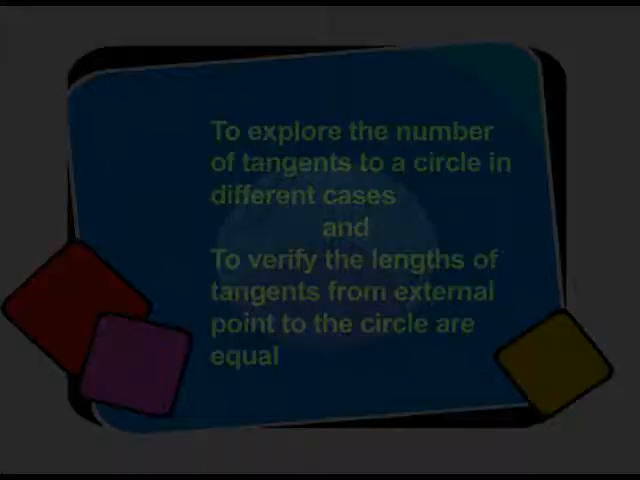 To explore the number
of tangents to a circle in
different cases
and
To verify the lengths of
tangents from external
point to the circle are
equal